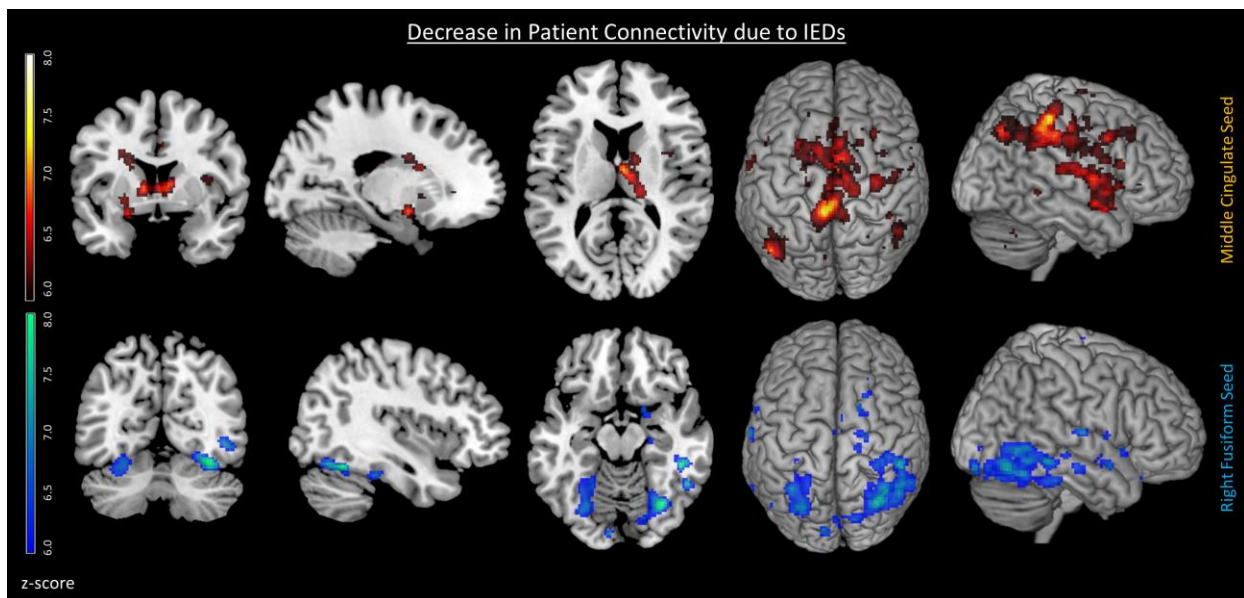 Decrease in Patient Connectivity due to IEDs
8.0
7.5
7.0
6.5
6.0
Middle Cingulate Seed
8.0
7.5
7.0
6.5
6.0
Right Fusiform Seed
z-score